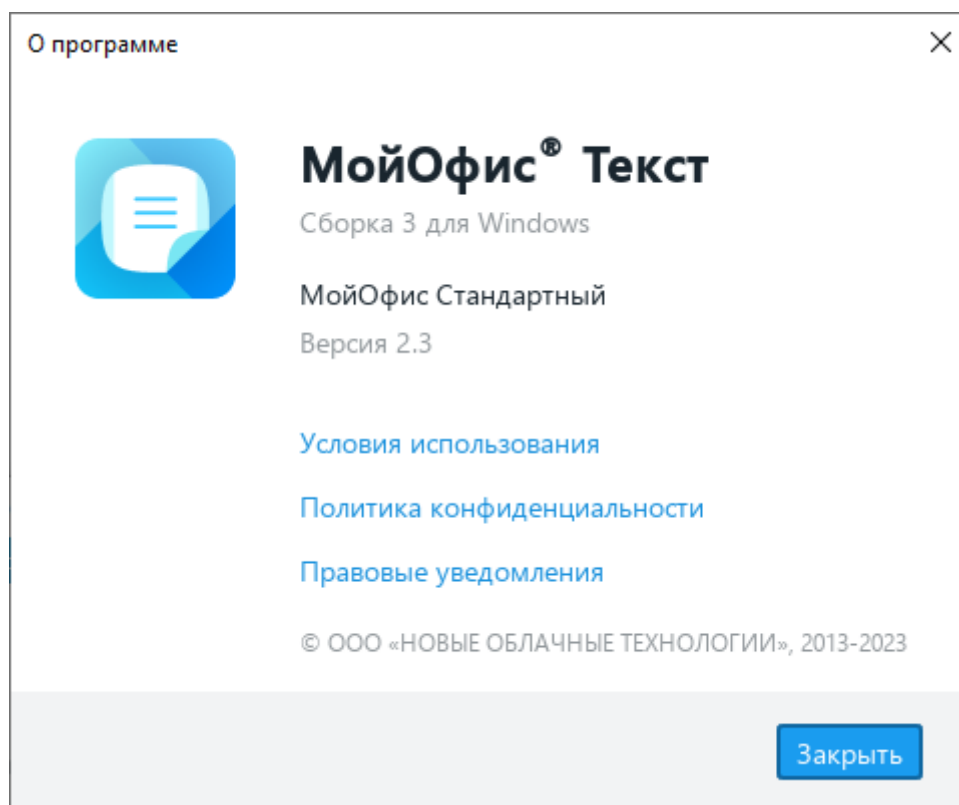 О программе
МойОфис® Текст
Сборка 3 для Windows
МойОфис Стандартный
Версия 2.3
Условия использования
Политика конфиденциальности
Правовые уведомления
© ООО «НОВЫЕ ОБЛАЧНЫЕ ТЕХНОЛОГИИ», 2013-2023
Закрыть